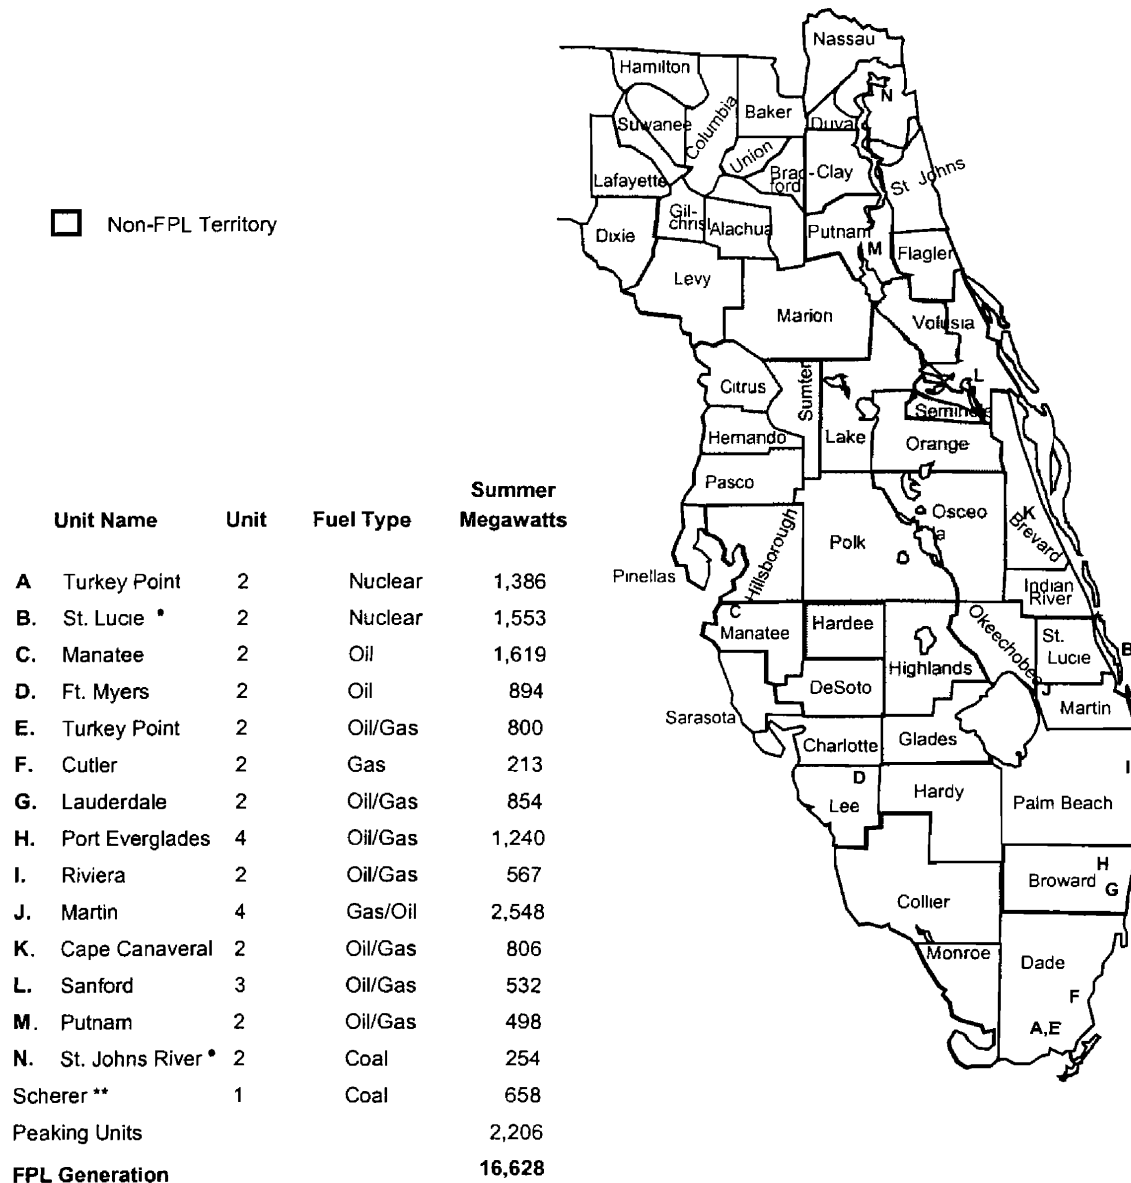 Non-FPL Territory
Unit Name Unit Fuel Type Summer Megawatts
A Turkey Point 2 Nuclear 1,386
B. St. Lucie • 2 Nuclear 1,553
C. Manatee 2 Oil 1,619
D. Ft. Myers 2 Oil 894
E. Turkey Point 2 Oil/Gas 800
F. Cutler 2 Gas 213
G. Lauderdale 2 Oil/Gas 854
H. Port Everglades 4 Oil/Gas 1,240
I. Riviera 2 Oil/Gas 567
J. Martin 4 Gas/Oil 2,548
K. Cape Canaveral 2 Oil/Gas 806
L. Sanford 3 Oil/Gas 532
M. Putnam 2 Oil/Gas 498
N. St. Johns River • 2 Coal 254
Scherer ** 1 Coal 658
Peaking Units 2,206
FPL Generation 16,628
Nassau
Hamilton
N
Baker
Columbia
Suwanee
Duval
Union
Brad-
ford
Clay
St Johns
Lafayette
Gil-
christ
Alachua
Dixie
Putnam
M
Flagler
Levy
Marion
Volusia
L
Citrus
Sumter
Seminole
Hernando
Lake
Orange
Pasco
Osceo
la
K
Brevard
Polk
Hillsborough
Pinellas
Indian
River
C
Manatee
Hardee
Okeechobee
St.
Lucie
B
Highlands
DeSoto
J
Martin
Sarasota
Charlotte
Glades
I
D
Lee
Hardy
Palm Beach
H
Broward
G
Collier
Monroe
Dade
F
A,E